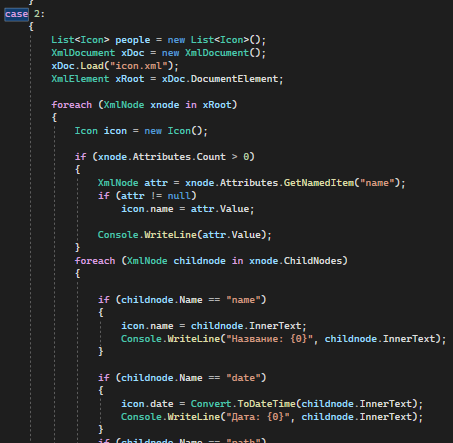 }
case 2:
{
List<Icon> people = new List<Icon>();
XmlDocument xDoc = new XmlDocument();
xDoc.Load("icon.xml");
XmlElement xRoot = xDoc.DocumentElement;
foreach (XmlNode xnode in xRoot)
{
Icon icon = new Icon();
if (xnode.Attributes.Count > 0)
{
XmlNode attr = xnode.Attributes.GetNamedItem("name");
if (attr != null)
icon.name = attr.Value;
Console.WriteLine(attr.Value);
}
foreach (XmlNode childnode in xnode.ChildNodes)
{
if (childnode.Name == "name")
{
icon.name = childnode.InnerText;
Console.WriteLine("Название: {0}", childnode.InnerText);
}
if (childnode.Name == "date")
{
icon.date = Convert.ToDateTime(childnode.InnerText);
Console.WriteLine("Дата: {0}", childnode.InnerText);
}
if (childnode.Name == "path")